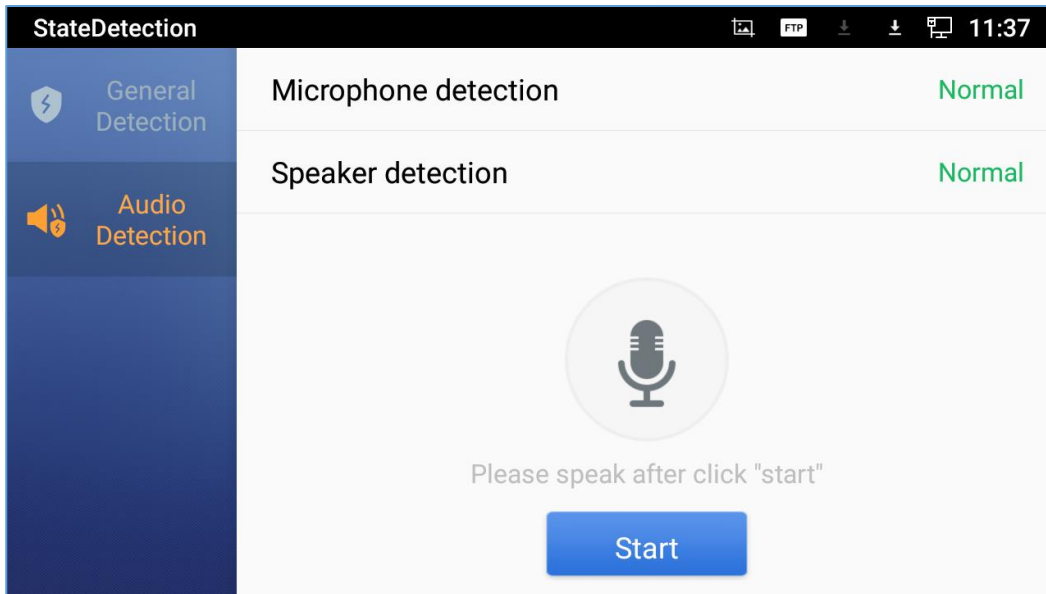 StateDetection
FTP
11:37
General
Detection
Audio
Detection
Microphone detection
Normal
Speaker detection
Normal
Please speak after click "start"
Start